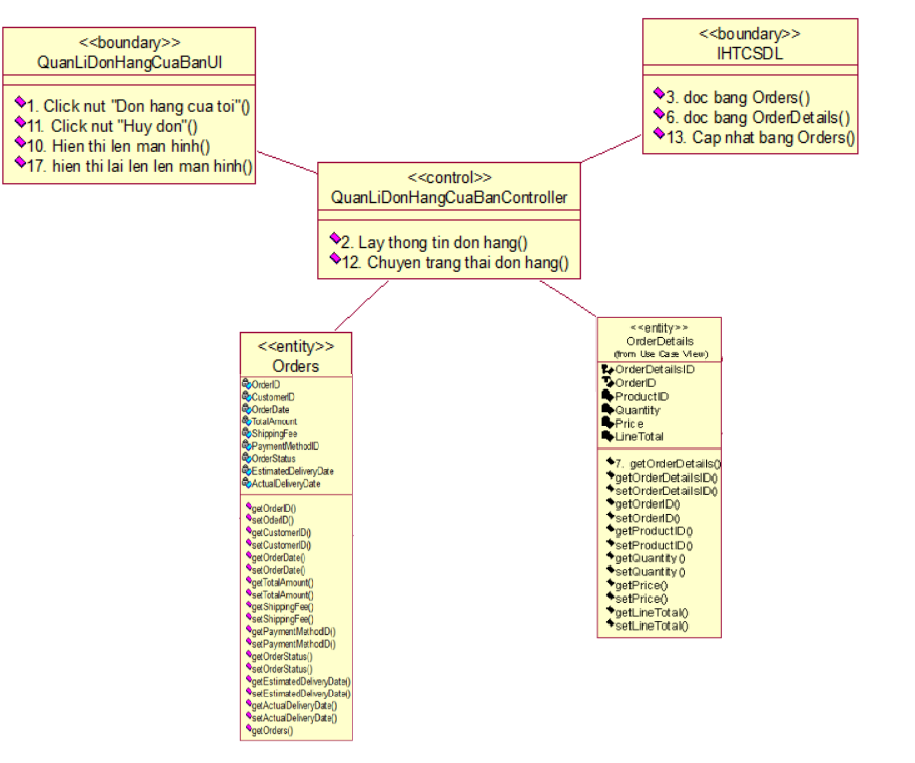 <<boundary>>
QuanLiDonHangCuaBanUI
1. Click nut "Don hang cua toi"()
11. Click nut "Huy don"()
10. Hien thi len man hinh()
17. hien thi lai len len man hinh()
<<boundary>>
IHTCSDL
3. doc bang Orders()
6. doc bang OrderDetails()
13. Cap nhat bang Orders()
<<control>>
QuanLiDonHangCuaBanController
2. Lay thong tin don hang()
12. Chuyen trang thai don hang()
<<entity>>
Orders
OrderID
CustomerID
OrderDate
TotalAmount
ShippingFee
PaymentMethodID
OrderStatus
EstimatedDeliveryDate
ActualDeliveryDate
getOrderID()
setOderID()
getCustomerID()
setCustomerID()
getOrderDate()
setOrderDate()
getTotalAmount()
setTotalAmount()
getShippingFee()
setShippingFee()
getPaymentMathodID()
setPaymentMathodID()
getOrderStatus()
setOrderStatus()
getEstimatedDeliveryDate()
setEstimatedDeliveryDate()
getActualDeliveryDate()
setActualDeliveryDate()
getOrders()
<<entity>>
OrderDetails
(from Use Case View)
OrderDetailsID
OrderID
ProductID
Quantity
Price
LineTotal
7. getOrderDetails()
getOrderDetailsID()
setOrderDetailsID()
getOrderID()
setOrderID()
getProductID()
setProductID()
getQuantity()
setQuantity()
getPrice()
setPrice()
getLineTotal()
setLineTotal()